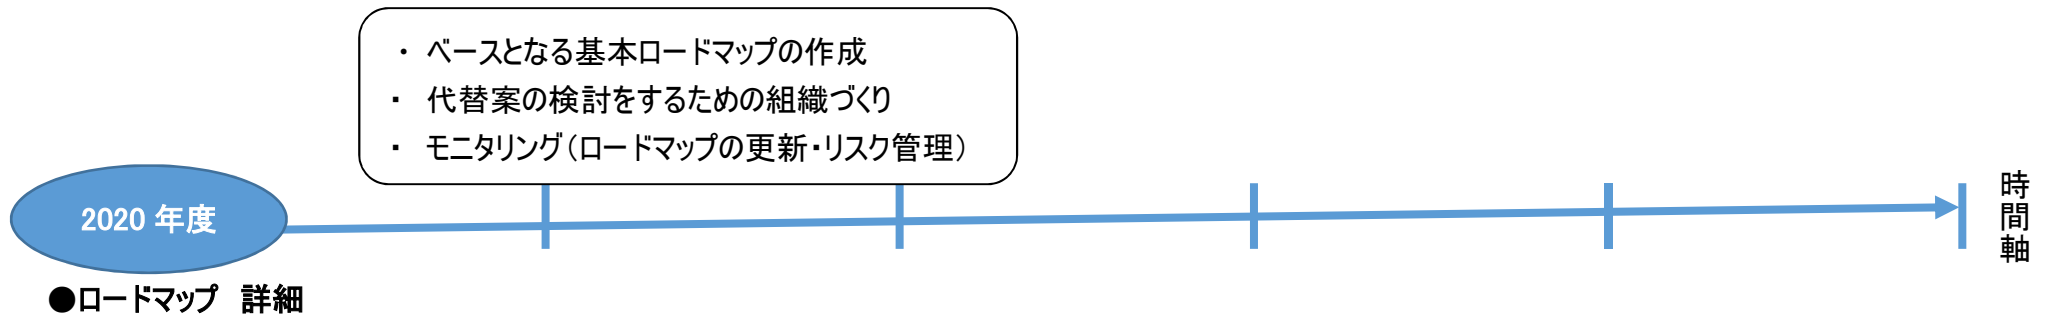 ・ ベースとなる基本ロードマップの作成
・ 代替案の検討をするための組織づくり
・ モニタリング（ロードマップの更新・リスク管理）
2020 年度
時間軸
●ロードマップ　詳細